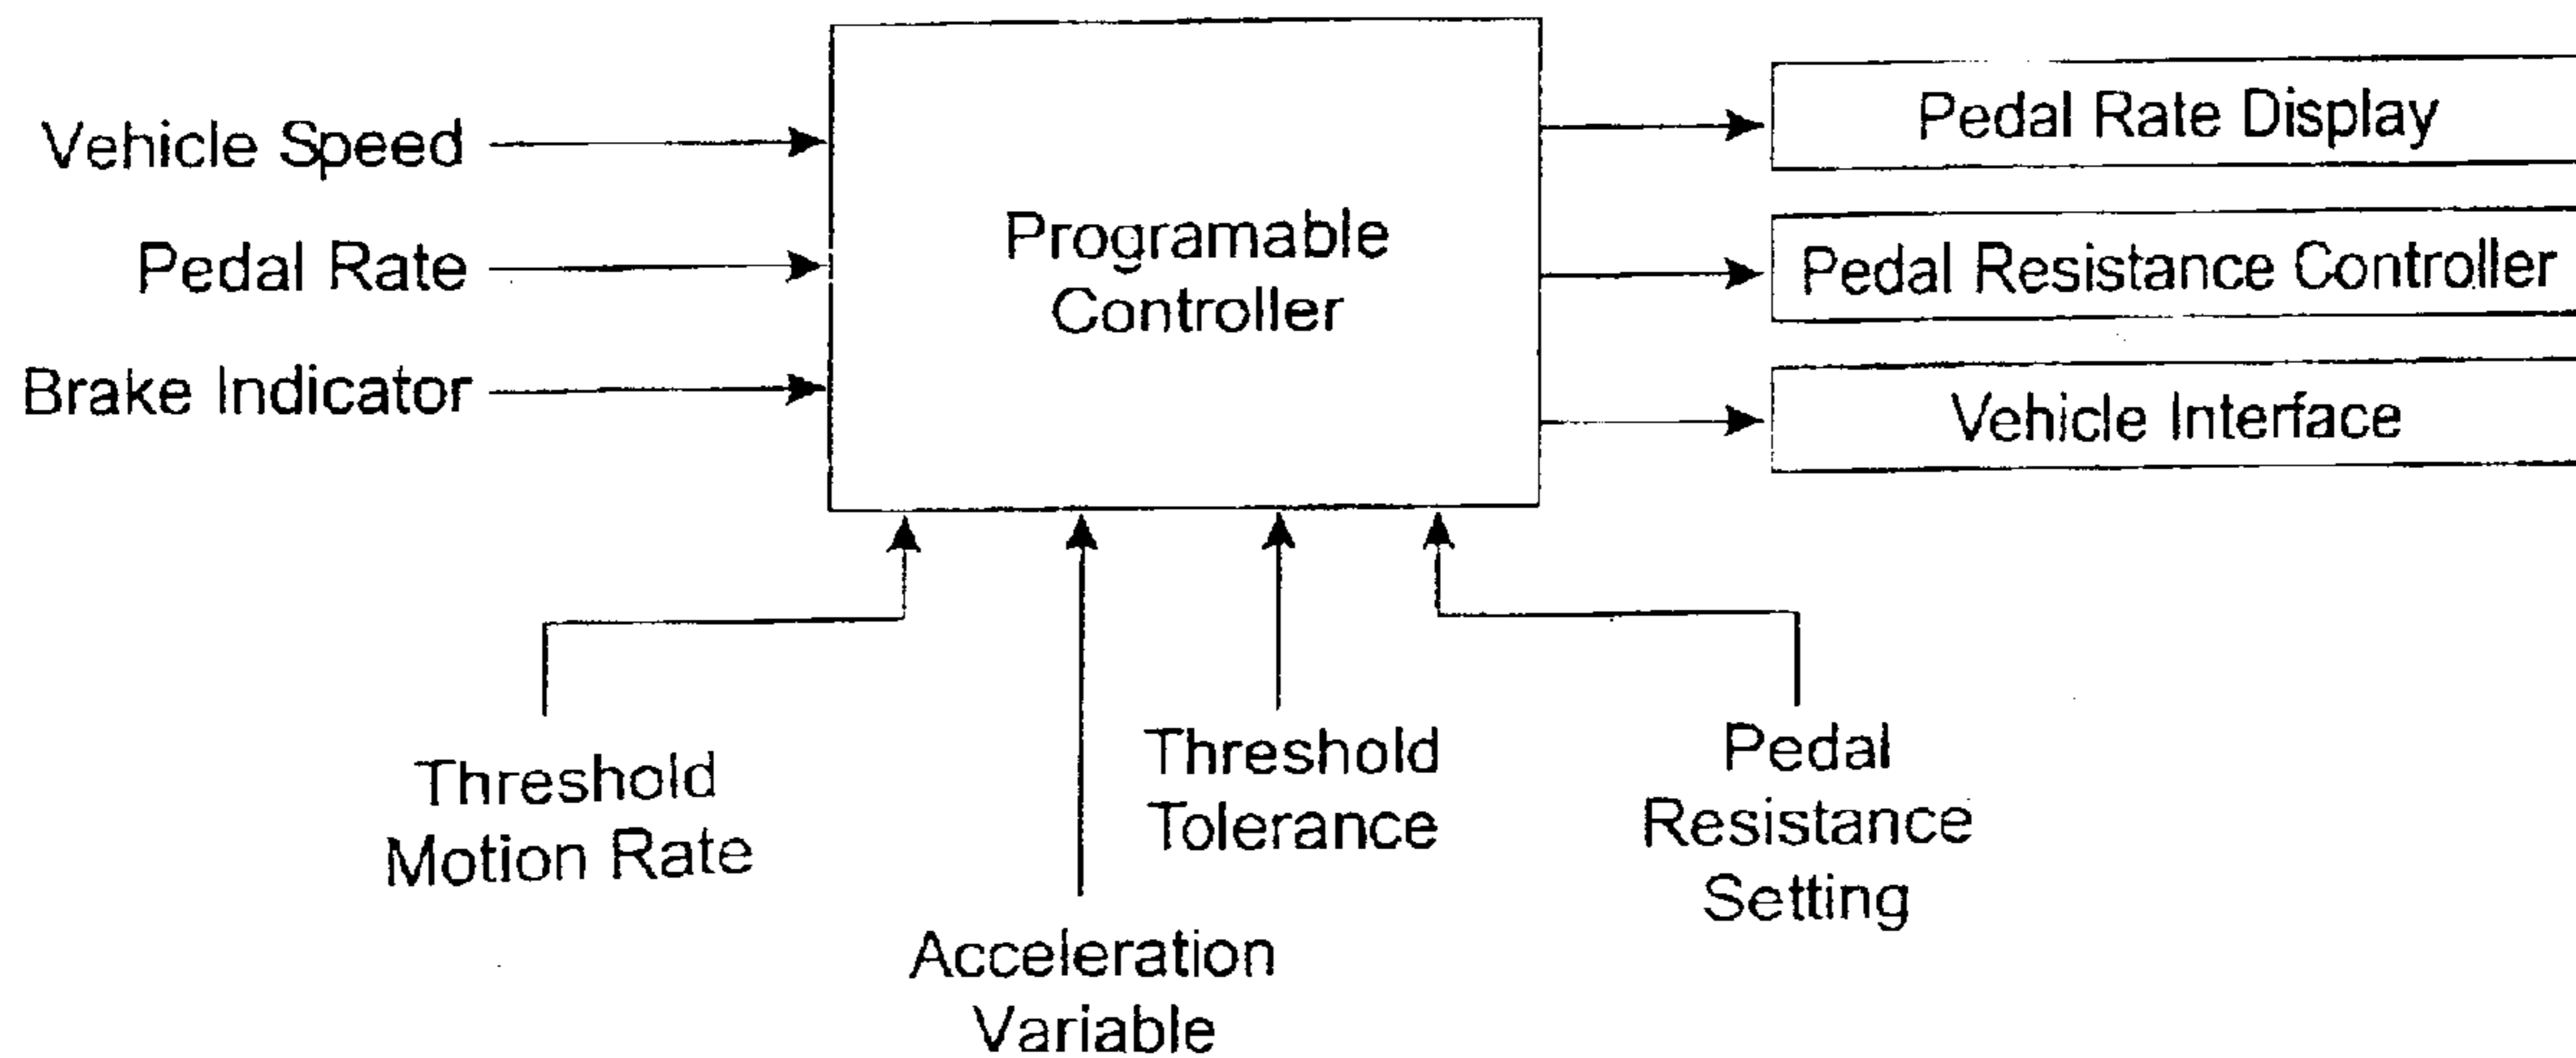 Vehicle Speed
Pedal Rate
Brake Indicator
Programable
Controller
Pedal Rate Display
Pedal Resistance Controller
Vehicle Interface
Threshold
Motion Rate
Acceleration
Variable
Threshold
Tolerance
Pedal
Resistance
Setting